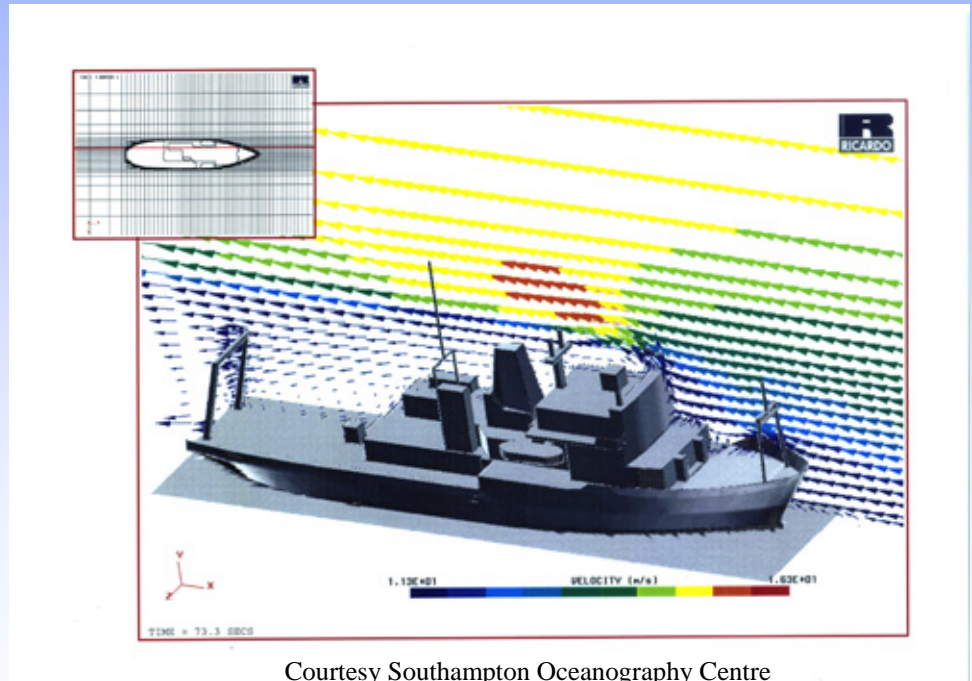 RICARDO
Y
X
Z
1.13E+01 VELOCITY (m/s) 1.63E+01
TIME = 73.3 SECS
Courtesy Southampton Oceanography Centre